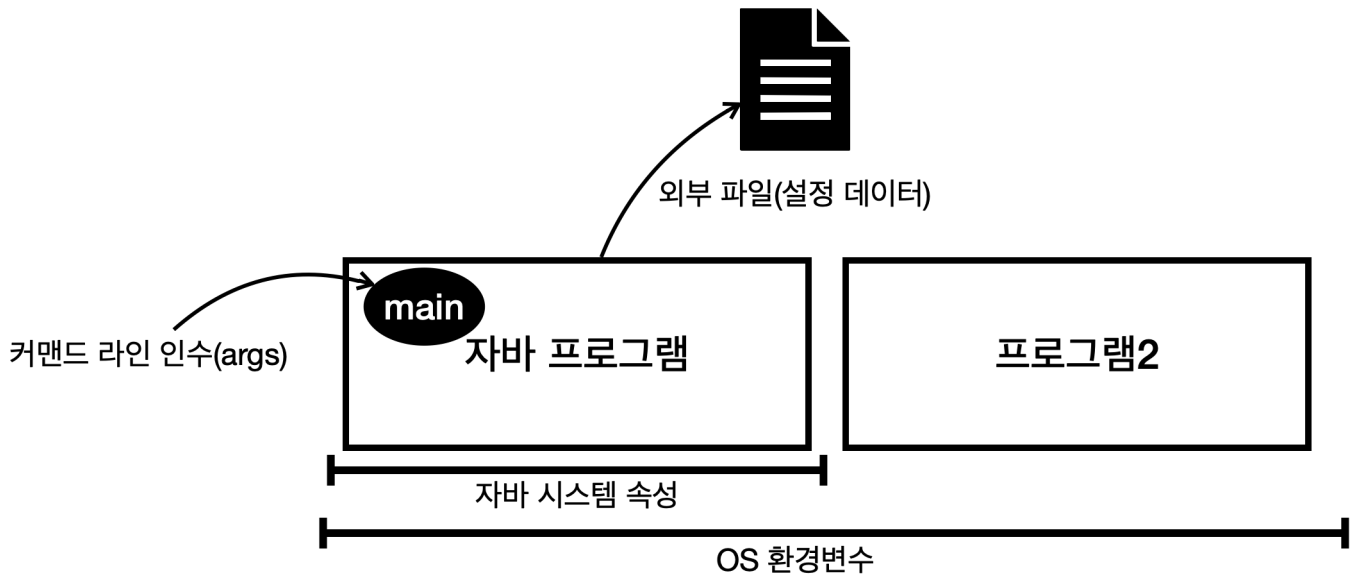 외부 파일(설정 데이터)
main
커맨드 라인 인수(args)
자바 프로그램
프로그램2
자바 시스템 속성
OS 환경변수